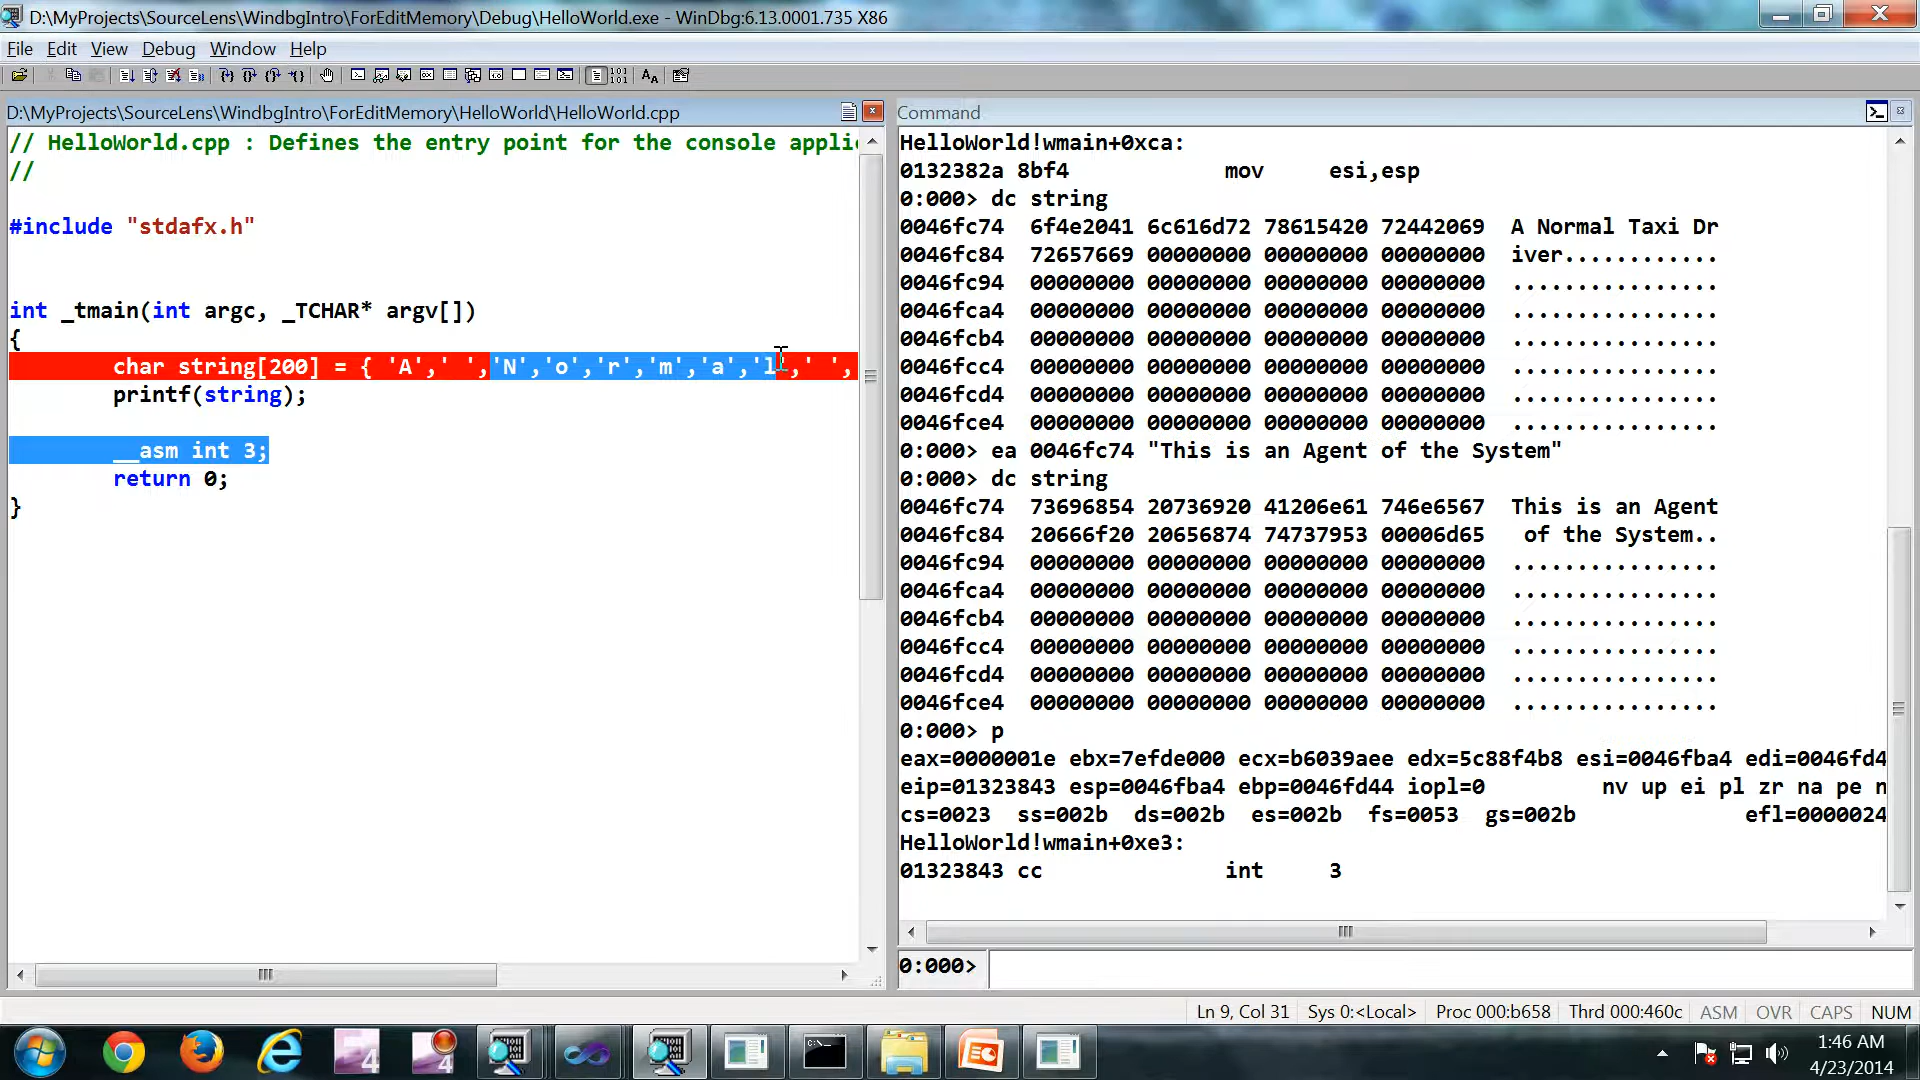 D:\MyProjects\SourceLens\WindbgIntro\ForEditMemory\Debug\HelloWorld.exe - WinDbg:6.13.0001.735 X86
File Edit View Debug Window Help
D:\MyProjects\SourceLens\WindbgIntro\ForEditMemory\HelloWorld\HelloWorld.cpp
// HelloWorld.cpp : Defines the entry point for the console applic
//
#include "stdafx.h"
int _tmain(int argc, _TCHAR* argv[])
{
char string[200] = { 'A',' ','N','o','r','m','a','l',' ',
printf(string);
__asm int 3;
return 0;
}
Command
HelloWorld!wmain+0xca:
0132382a 8bf4 mov esi,esp
0:000> dc string
0046fc74 6f4e2041 6c616d72 78615420 72442069 A Normal Taxi Dr
0046fc84 72657669 00000000 00000000 00000000 iver............
0046fc94 00000000 00000000 00000000 00000000 ................
0046fca4 00000000 00000000 00000000 00000000 ................
0046fcb4 00000000 00000000 00000000 00000000 ................
0046fcc4 00000000 00000000 00000000 00000000 ................
0046fcd4 00000000 00000000 00000000 00000000 ................
0046fce4 00000000 00000000 00000000 00000000 ................
0:000> ea 0046fc74 "This is an Agent of the System"
0:000> dc string
0046fc74 73696854 20736920 41206e61 746e6567 This is an Agent
0046fc84 20666f20 20656874 74737953 00006d65 of the System..
0046fc94 00000000 00000000 00000000 00000000 ................
0046fca4 00000000 00000000 00000000 00000000 ................
0046fcb4 00000000 00000000 00000000 00000000 ................
0046fcc4 00000000 00000000 00000000 00000000 ................
0046fcd4 00000000 00000000 00000000 00000000 ................
0046fce4 00000000 00000000 00000000 00000000 ................
0:000> p
eax=0000001e ebx=7efde000 ecx=b6039aee edx=5c88f4b8 esi=0046fba4 edi=0046fd4
eip=01323843 esp=0046fba4 ebp=0046fd44 iopl=0 nv up ei pl zr na pe n
cs=0023 ss=002b ds=002b es=002b fs=0053 gs=002b efl=0000024
HelloWorld!wmain+0xe3:
01323843 cc int 3
0:000>
Ln 9, Col 31 Sys 0:<Local> Proc 000:b658 Thrd 000:460c ASM OVR CAPS NUM
1:46 AM
4/23/2014